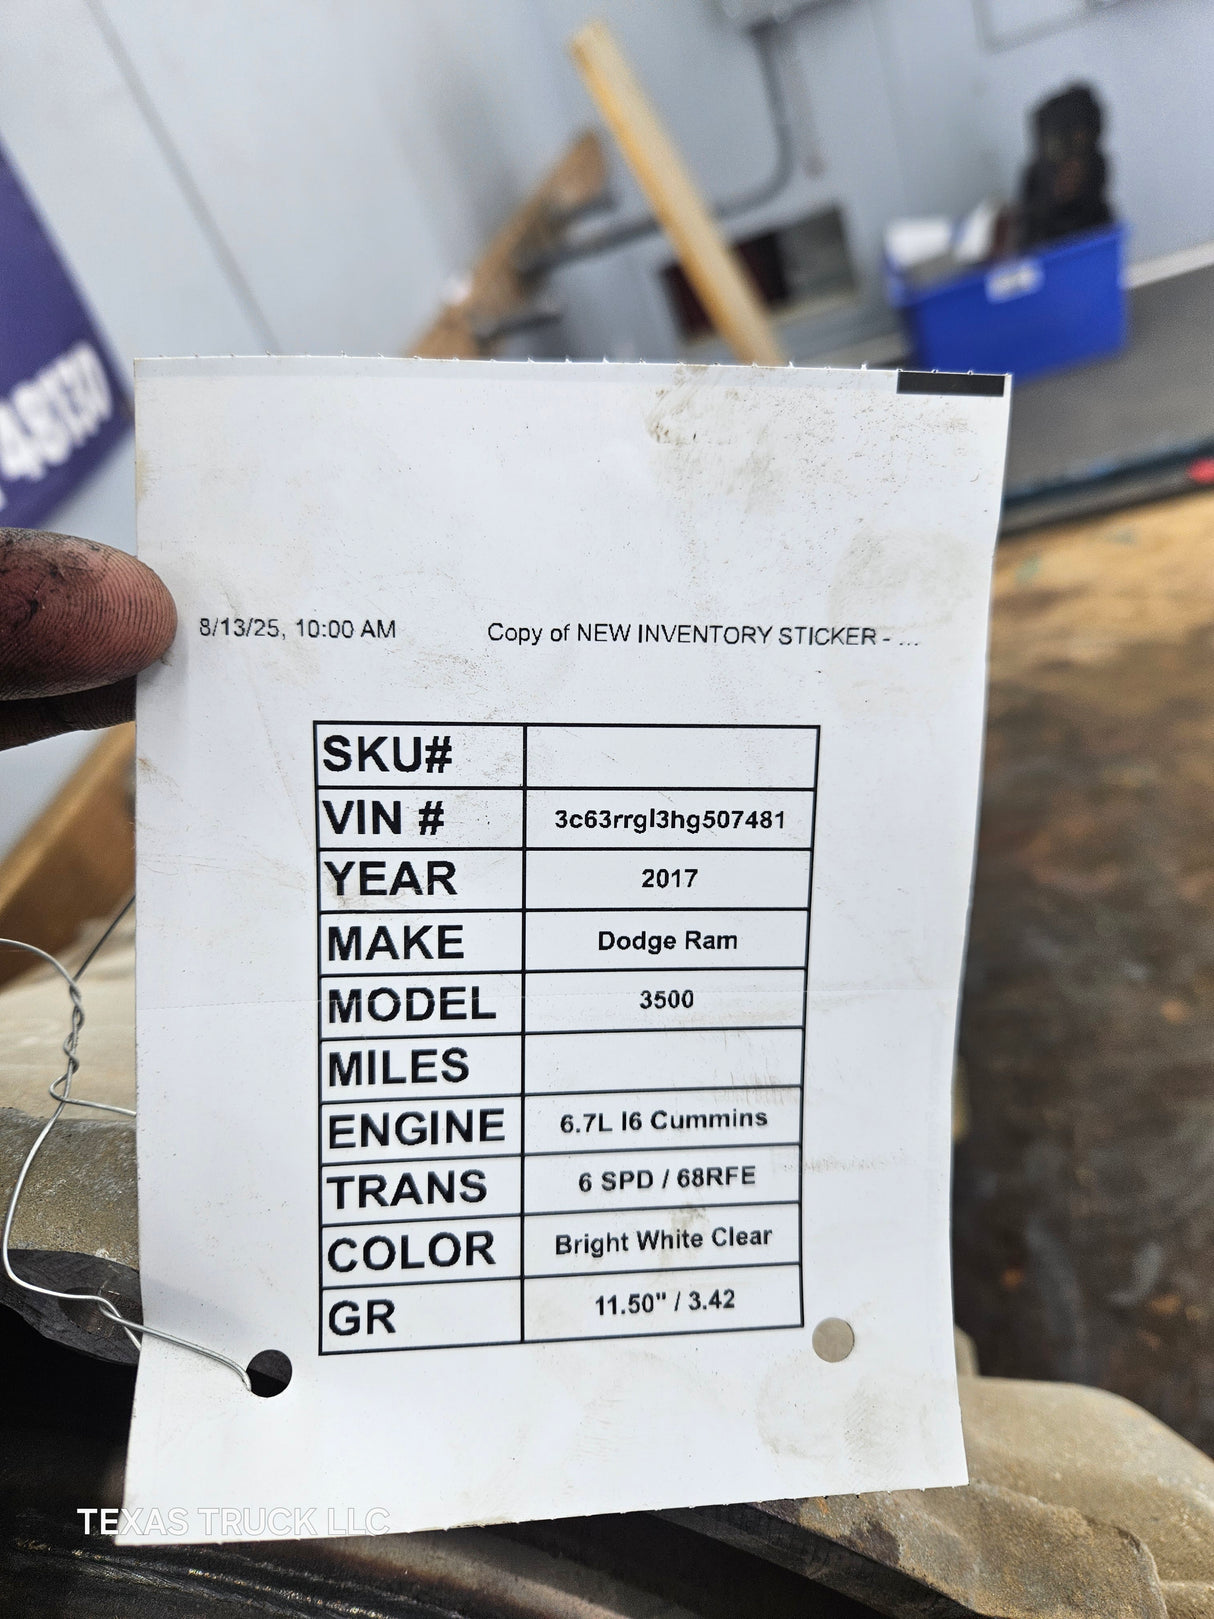 48130
8/13/25, 10:00 AM Copy of NEW INVENTORY STICKER - ...
SKU#
VIN # 3c63rrgl3hg507481
YEAR 2017
MAKE Dodge Ram
MODEL 3500
MILES
ENGINE 6.7L I6 Cummins
TRANS 6 SPD / 68RFE
COLOR Bright White Clear
GR 11.50" / 3.42
TEXAS TRUCK LLC